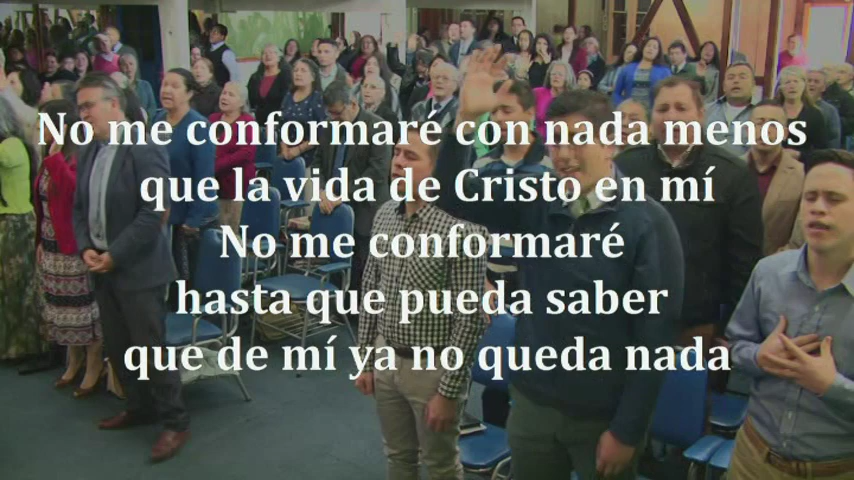 No me conformaré con nada menos
que la vida de Cristo en mí
No me conformaré
hasta que pueda saber
que de mí ya no queda nada